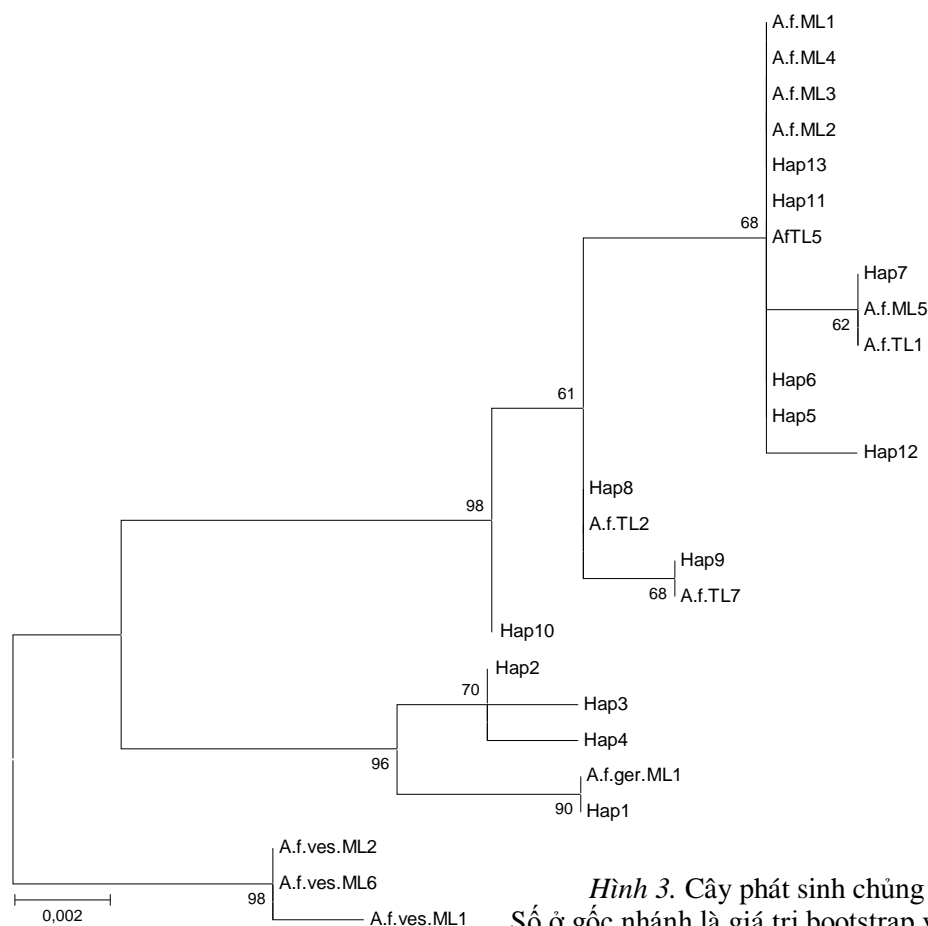 A.f.ML1
A.f.ML4
A.f.ML3
A.f.ML2
Hap13
Hap11
68
AfTL5
Hap7
A.f.ML5
62
A.f.TL1
Hap6
61
Hap5
Hap12
Hap8
98
A.f.TL2
Hap9
68
A.f.TL7
Hap10
Hap2
70
Hap3
Hap4
96
A.f.ger.ML1
90
Hap1
A.f.ves.ML2
A.f.ves.ML6
98
A.f.ves.ML1
0,002
Hình 3. Cây phát sinh chủng
Số ở gốc nhánh là giá trị bootstrap